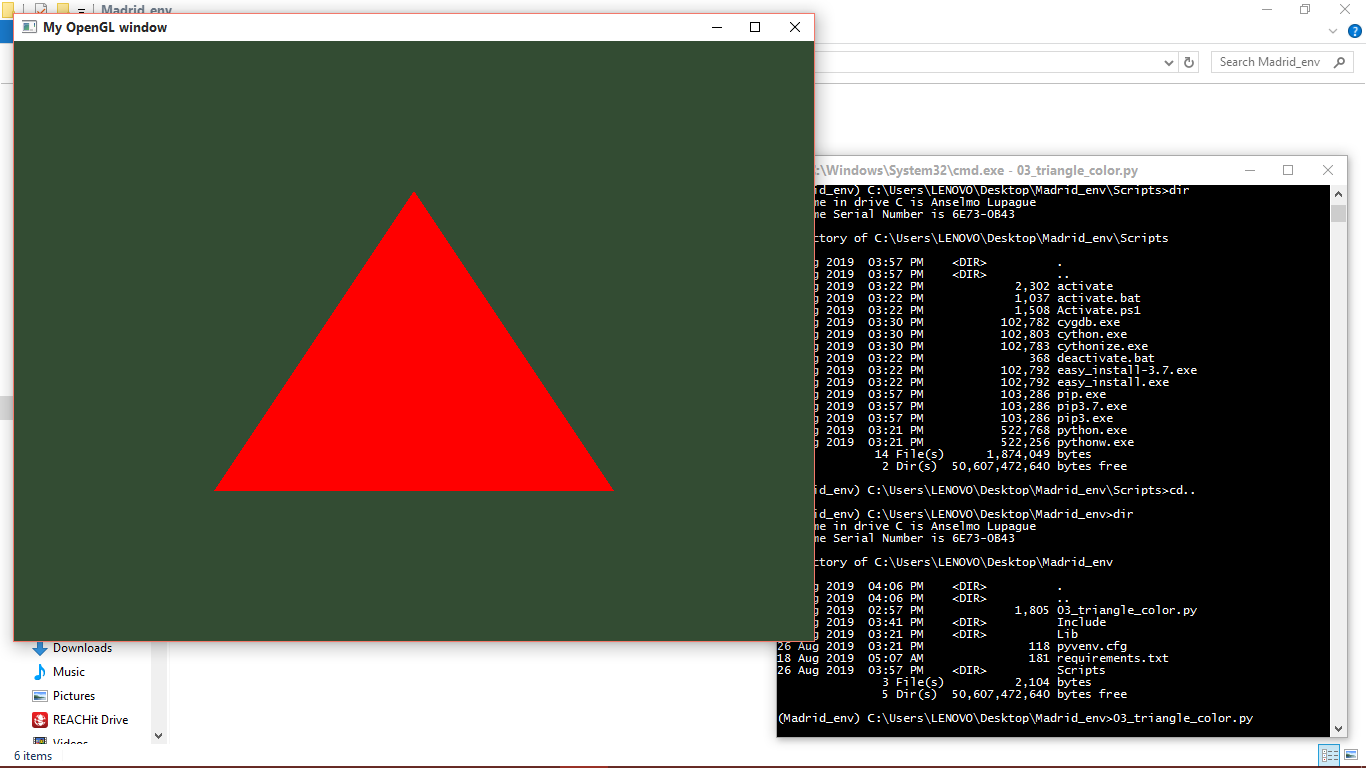 Madrid_env
My OpenGL window
Search Madrid_env
:\Windows\System32\cmd.exe - 03_triangle_color.py
id_env) C:\Users\LENOVO\Desktop\Madrid_env\Scripts>dir
me in drive C is Anselmo Lupague
me Serial Number is 6E73-0B43
ctory of C:\Users\LENOVO\Desktop\Madrid_env\Scripts
g 2019 03:57 PM <DIR> .
g 2019 03:57 PM <DIR> ..
g 2019 03:22 PM 2,302 activate
g 2019 03:22 PM 1,037 activate.bat
g 2019 03:22 PM 1,508 Activate.ps1
g 2019 03:30 PM 102,782 cygdb.exe
g 2019 03:30 PM 102,803 cython.exe
g 2019 03:30 PM 102,783 cythonize.exe
g 2019 03:22 PM 368 deactivate.bat
g 2019 03:22 PM 102,792 easy_install-3.7.exe
g 2019 03:22 PM 102,792 easy_install.exe
g 2019 03:57 PM 103,286 pip.exe
g 2019 03:57 PM 103,286 pip3.7.exe
g 2019 03:57 PM 103,286 pip3.exe
g 2019 03:21 PM 522,768 python.exe
g 2019 03:21 PM 522,256 pythonw.exe
14 File(s) 1,874,049 bytes
2 Dir(s) 50,607,472,640 bytes free
id_env) C:\Users\LENOVO\Desktop\Madrid_env\Scripts>cd..
id_env) C:\Users\LENOVO\Desktop\Madrid_env>dir
me in drive C is Anselmo Lupague
me Serial Number is 6E73-0B43
ctory of C:\Users\LENOVO\Desktop\Madrid_env
g 2019 04:06 PM <DIR> .
g 2019 04:06 PM <DIR> ..
g 2019 02:57 PM 1,805 03_triangle_color.py
g 2019 03:41 PM <DIR> Include
g 2019 03:21 PM <DIR> Lib
26 Aug 2019 03:21 PM 118 pyvenv.cfg
18 Aug 2019 05:07 AM 181 requirements.txt
26 Aug 2019 03:57 PM <DIR> Scripts
3 File(s) 2,104 bytes
5 Dir(s) 50,607,472,640 bytes free
(Madrid_env) C:\Users\LENOVO\Desktop\Madrid_env>03_triangle_color.py
Downloads
Music
Pictures
REACHit Drive
Videos
6 items